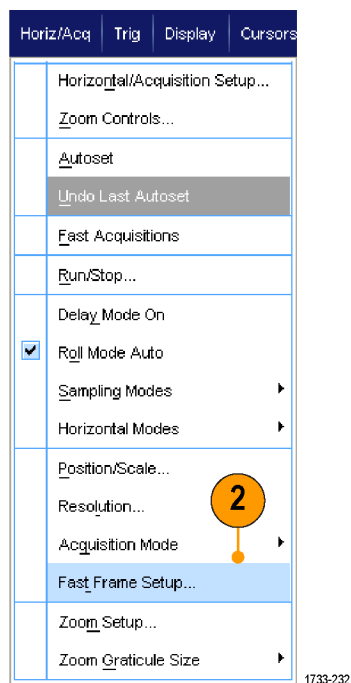 Horiz/Acq Trig Display Cursors
Horizontal/Acquisition Setup...
Zoom Controls...
Autoset
Undo Last Autoset
Fast Acquisitions
Run/Stop...
Delay Mode On
Roll Mode Auto
Sampling Modes
Horizontal Modes
Position/Scale...
Resolution...
2
Acquisition Mode
Fast Frame Setup...
Zoom Setup...
Zoom Graticule Size
1733-232